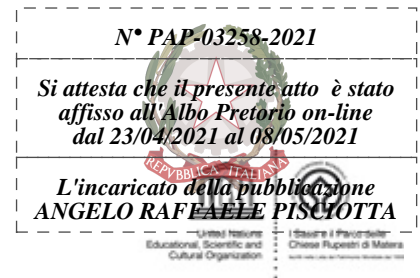 N° PAP-03258-2021
Si attesta che il presente atto è stato
affisso all'Albo Pretorio on-line
dal 23/04/2021 al 08/05/2021
REPVBBLICA ITALIANA
L'incaricato della pubblicazione
ANGELO RAFFAELE PISCIOTTA
United Nations
Educational, Scientific and
Cultural Organization
I Sassi e il Parco delle
Chiese Rupestri di Matera